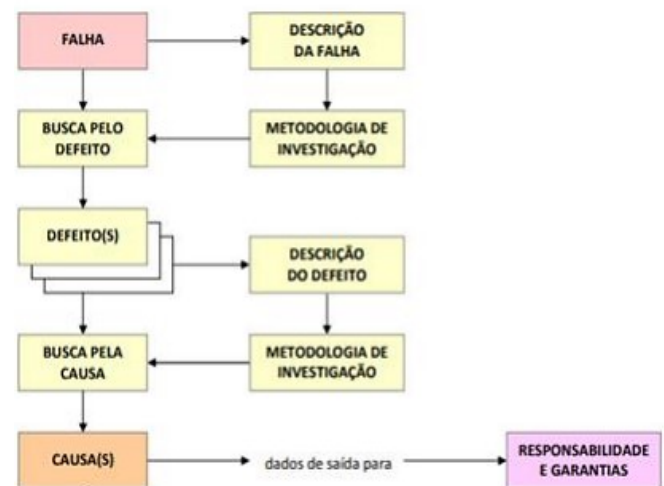 FALHA
DESCRIÇÃO
DA FALHA
BUSCA PELO
DEFEITO
METODOLOGIA DE
INVESTIGAÇÃO
DEFEITO(S)
DESCRIÇÃO
DO DEFEITO
BUSCA PELA
CAUSA
METODOLOGIA DE
INVESTIGAÇÃO
CAUSA(S)
dados de saída para
RESPONSABILIDADE
E GARANTIAS